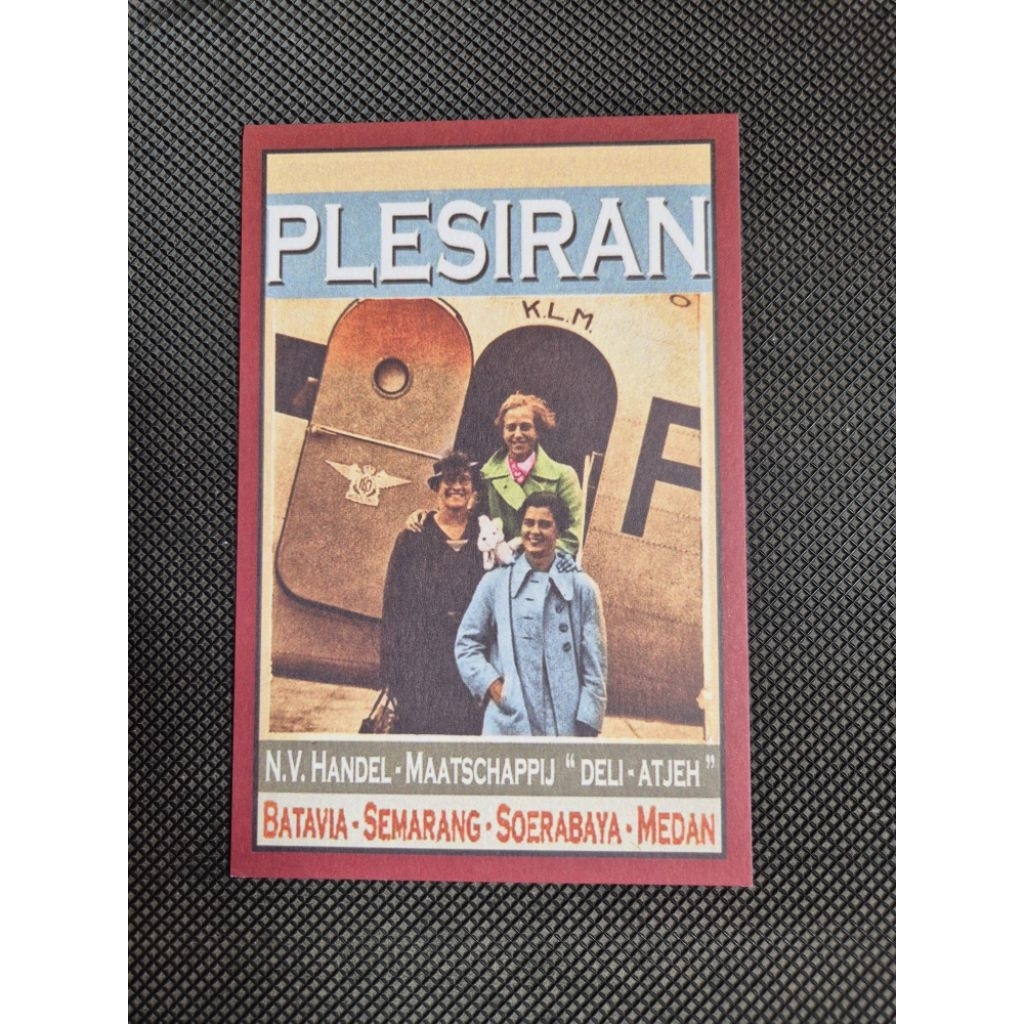 PLESIRAN
K.L.M.
F
N.V. HANDEL - MAATSCHAPPIJ “ DELI - ATJEH ”
BATAVIA · SEMARANG · SOERABAYA · MEDAN